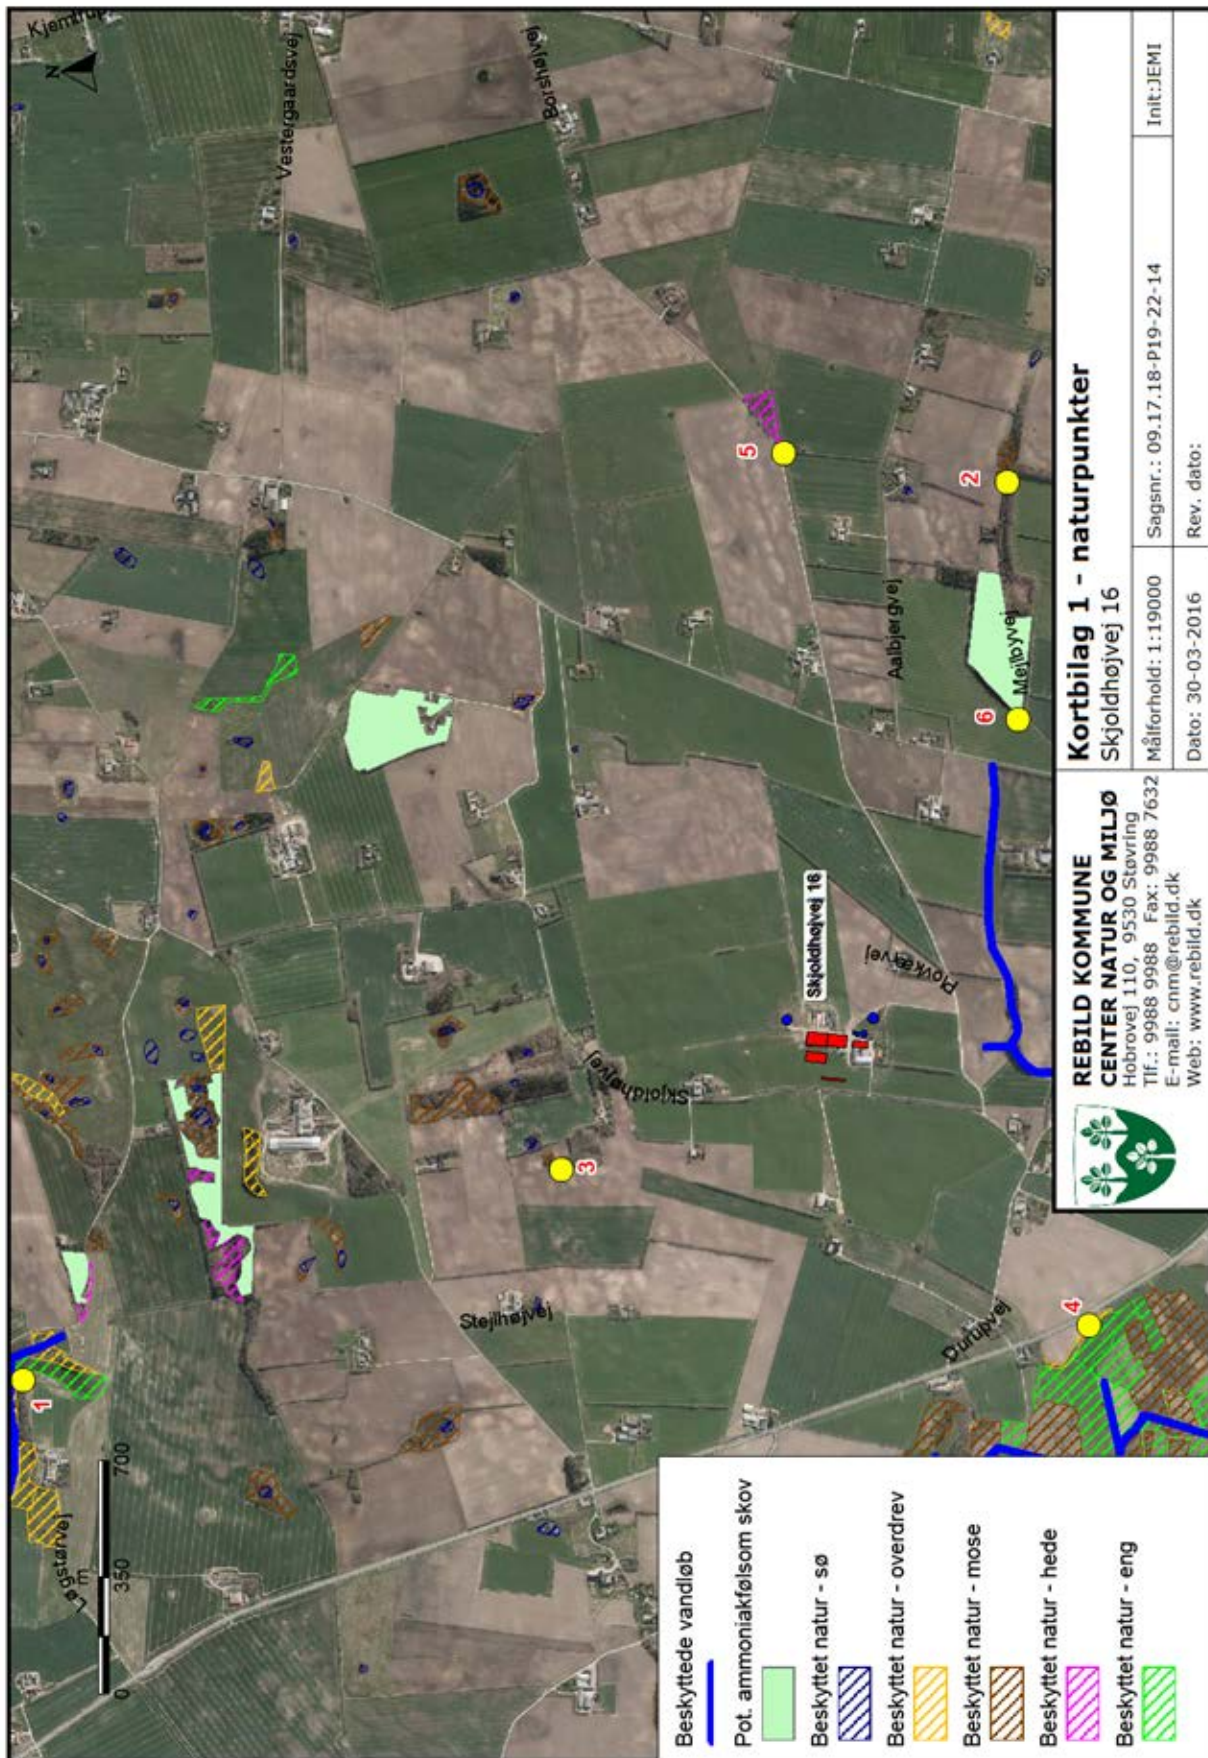 Kjemtrup
N
Vestergaardsvej
Borshøjvej
Løgstørvej
m
0 350 700
1
Stejlhøjvej
3
Skjoldhøjvej
Skjoldhøjvej 16
Plovkærvej
Aalbjergvej
5
2
Mejlbyvej
6
Durupvej
4
Beskyttede vandløb
Pot. ammoniakfølsom skov
Beskyttet natur - sø
Beskyttet natur - overdrev
Beskyttet natur - mose
Beskyttet natur - hede
Beskyttet natur - eng
REBILD KOMMUNE
CENTER NATUR OG MILJØ
Hobrovej 110, 9530 Støvring
Tlf.: 9988 9988 Fax: 9988 7632
E-mail: cnm@rebild.dk
Web: www.rebild.dk
Kortbilag 1 - naturpunkter
Skjoldhøjvej 16
Målforhold: 1:19000
Sagsnr.: 09.17.18-P19-22-14
Init:JEMI
Dato: 30-03-2016
Rev. dato: